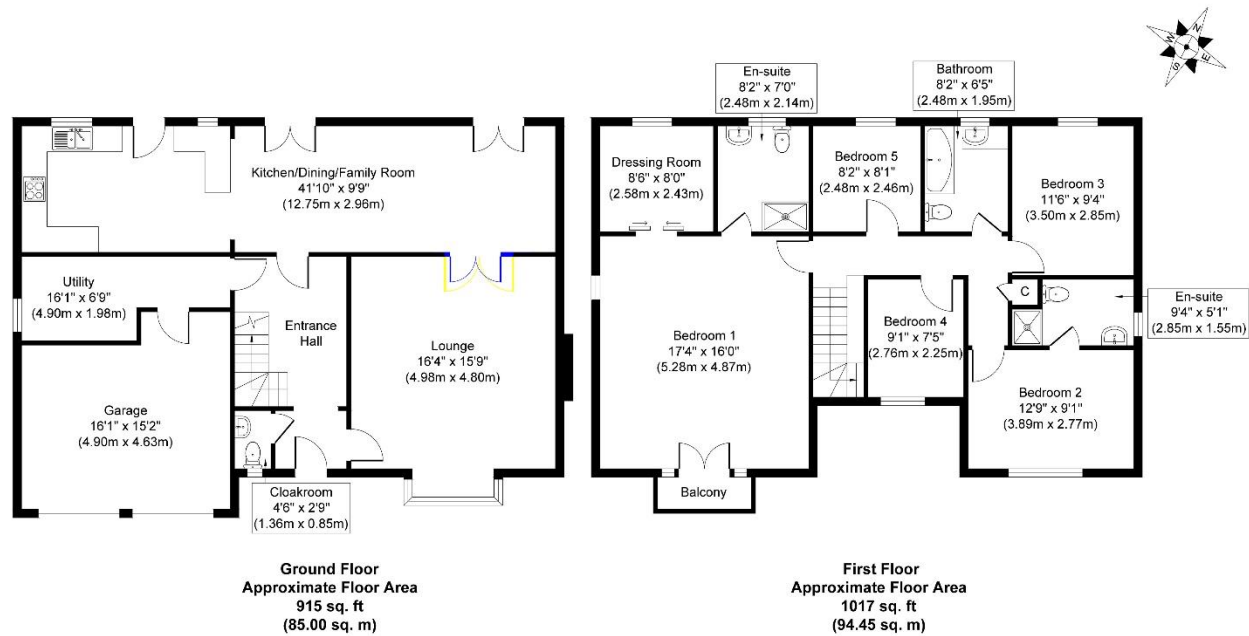 N
W
E
S
En-suite
8'2" x 7'0"
(2.48m x 2.14m)
Bathroom
8'2" x 6'5"
(2.48m x 1.95m)
Kitchen/Dining/Family Room
41'10" x 9'9"
(12.75m x 2.96m)
Dressing Room
8'6" x 8'0"
(2.58m x 2.43m)
Bedroom 5
8'2" x 8'1"
(2.48m x 2.46m)
Bedroom 3
11'6" x 9'4"
(3.50m x 2.85m)
Utility
16'1" x 6'9"
(4.90m x 1.98m)
Entrance
Hall
Lounge
16'4" x 15'9"
(4.98m x 4.80m)
Garage
16'1" x 15'2"
(4.90m x 4.63m)
Cloakroom
4'6" x 2'9"
(1.36m x 0.85m)
Bedroom 1
17'4" x 16'0"
(5.28m x 4.87m)
Bedroom 4
9'1" x 7'5"
(2.76m x 2.25m)
C
En-suite
9'4" x 5'1"
(2.85m x 1.55m)
Bedroom 2
12'9" x 9'1"
(3.89m x 2.77m)
Balcony
Ground Floor
Approximate Floor Area
915 sq. ft
(85.00 sq. m)
First Floor
Approximate Floor Area
1017 sq. ft
(94.45 sq. m)